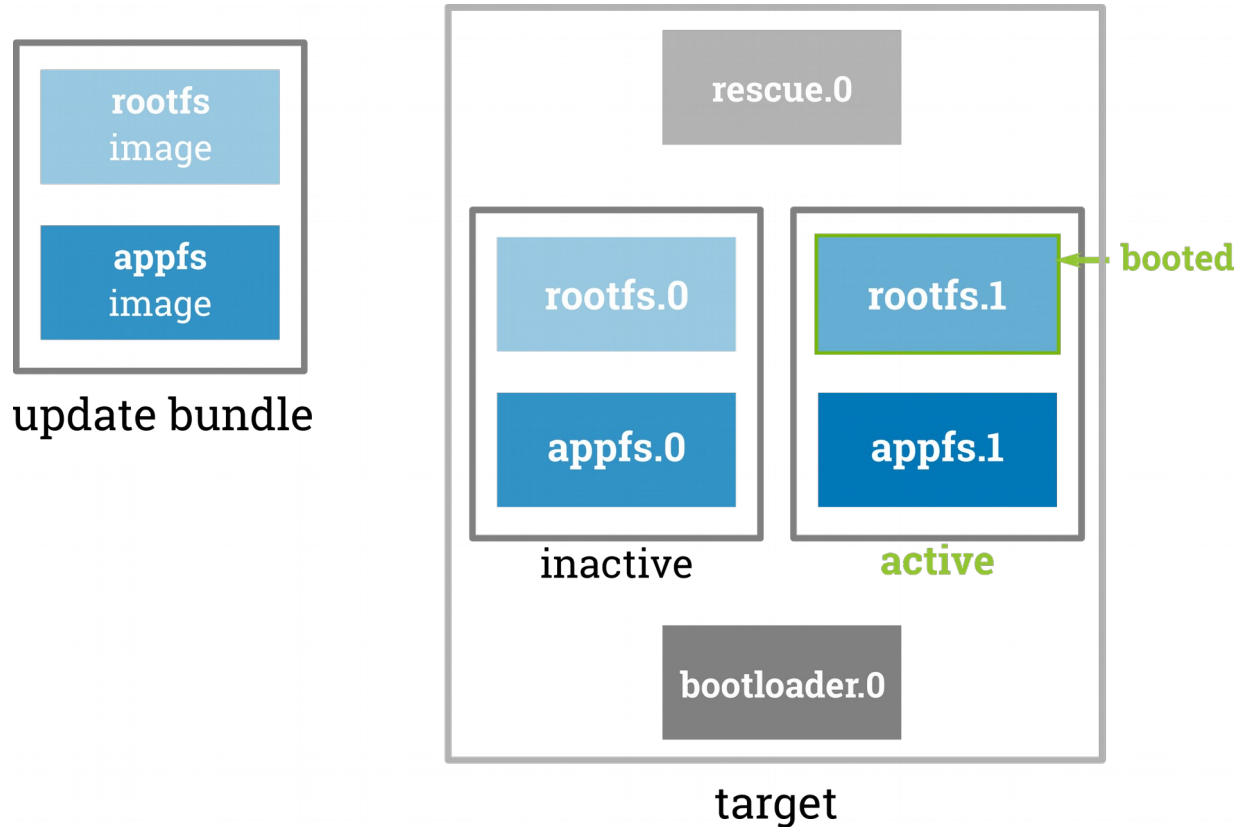 rootfs
image
appfs
image
update bundle
rescue.0
rootfs.0
rootfs.1
booted
appfs.0
appfs.1
inactive
active
bootloader.0
target